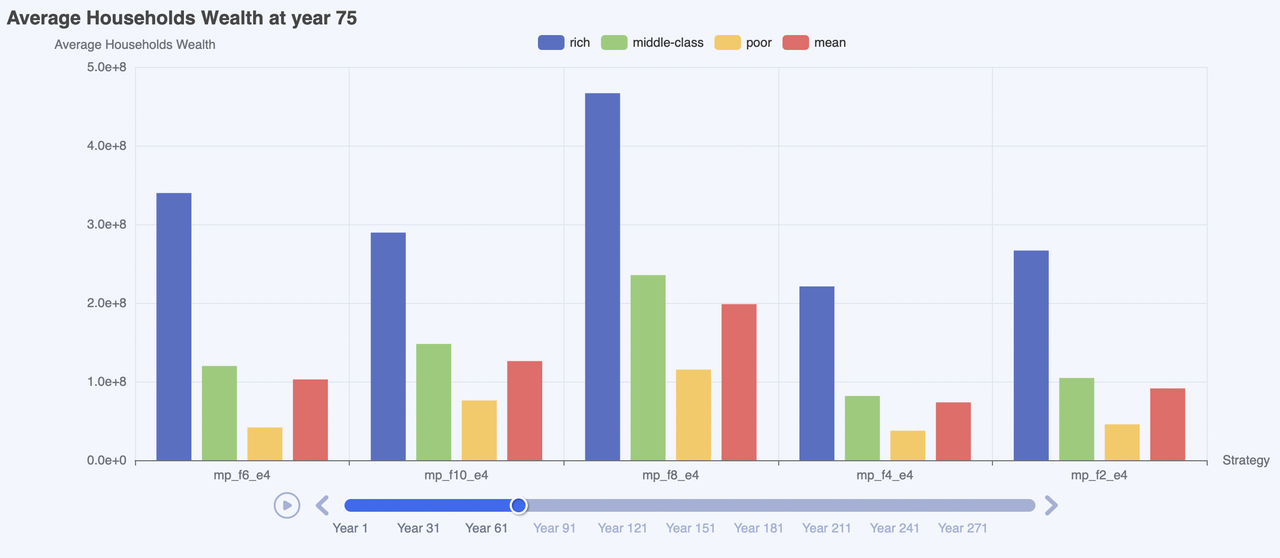 Average Households Wealth at year 75
Average Households Wealth
rich middle-class poor mean
5.0e+8
4.0e+8
3.0e+8
2.0e+8
1.0e+8
0.0e+0
mp_f6_e4 mp_f10_e4 mp_f8_e4 mp_f4_e4 mp_f2_e4
Strategy
Year 1 Year 31 Year 61 Year 91 Year 121 Year 151 Year 181 Year 211 Year 241 Year 271